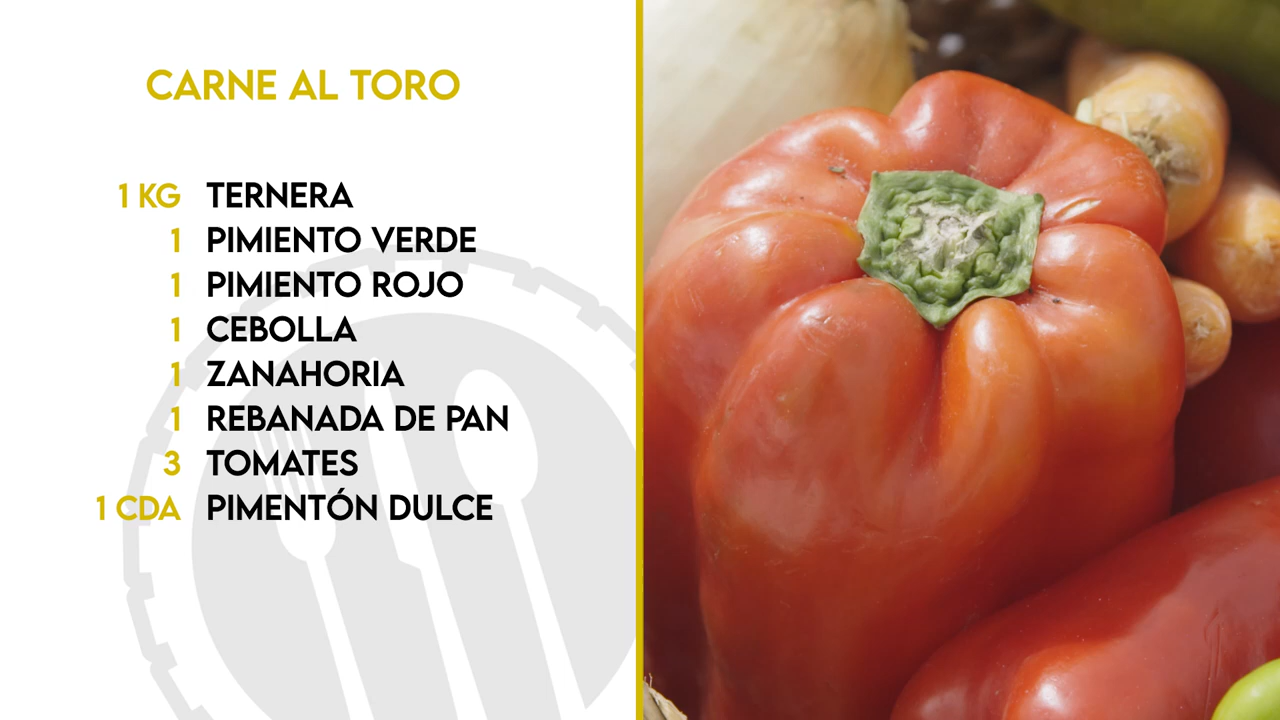 CARNE AL TORO
1 KG TERNERA
1 PIMIENTO VERDE
1 PIMIENTO ROJO
1 CEBOLLA
1 ZANAHORIA
1 REBANADA DE PAN
3 TOMATES
1 CDA PIMENTÓN DULCE